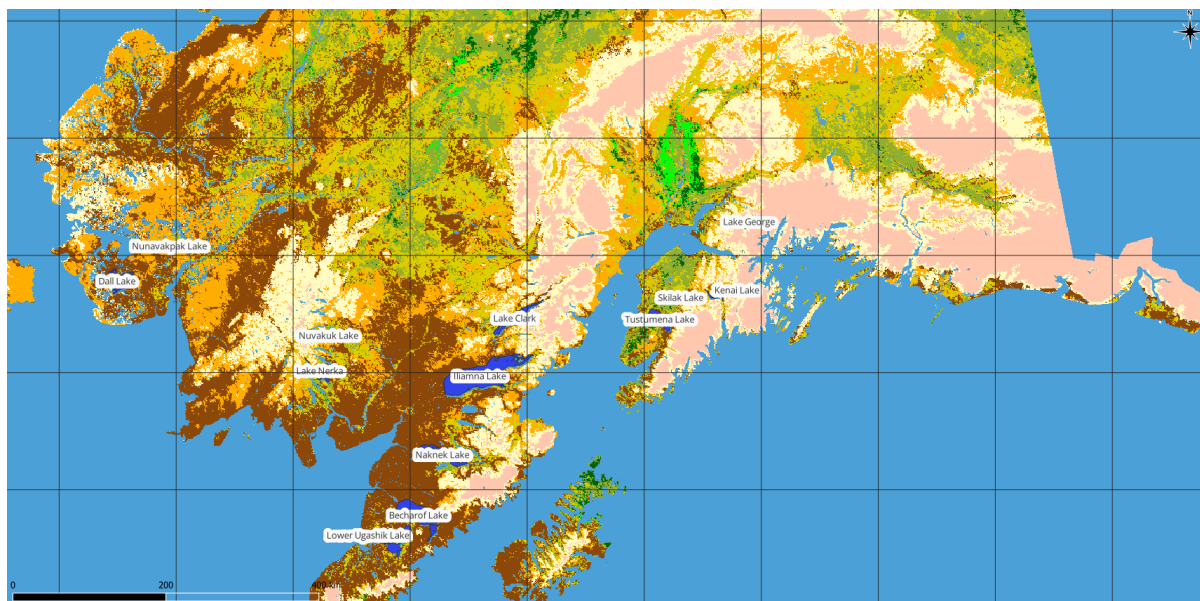 Lake George
Nunavakpak Lake
Dall Lake
Kenai Lake
Skilak Lake
Lake Clark
Tustumena Lake
Nuvakuk Lake
Lake Nerka
Iliamna Lake
Naknek Lake
Becharof Lake
Lower Ugashik Lake
0
200
400 km